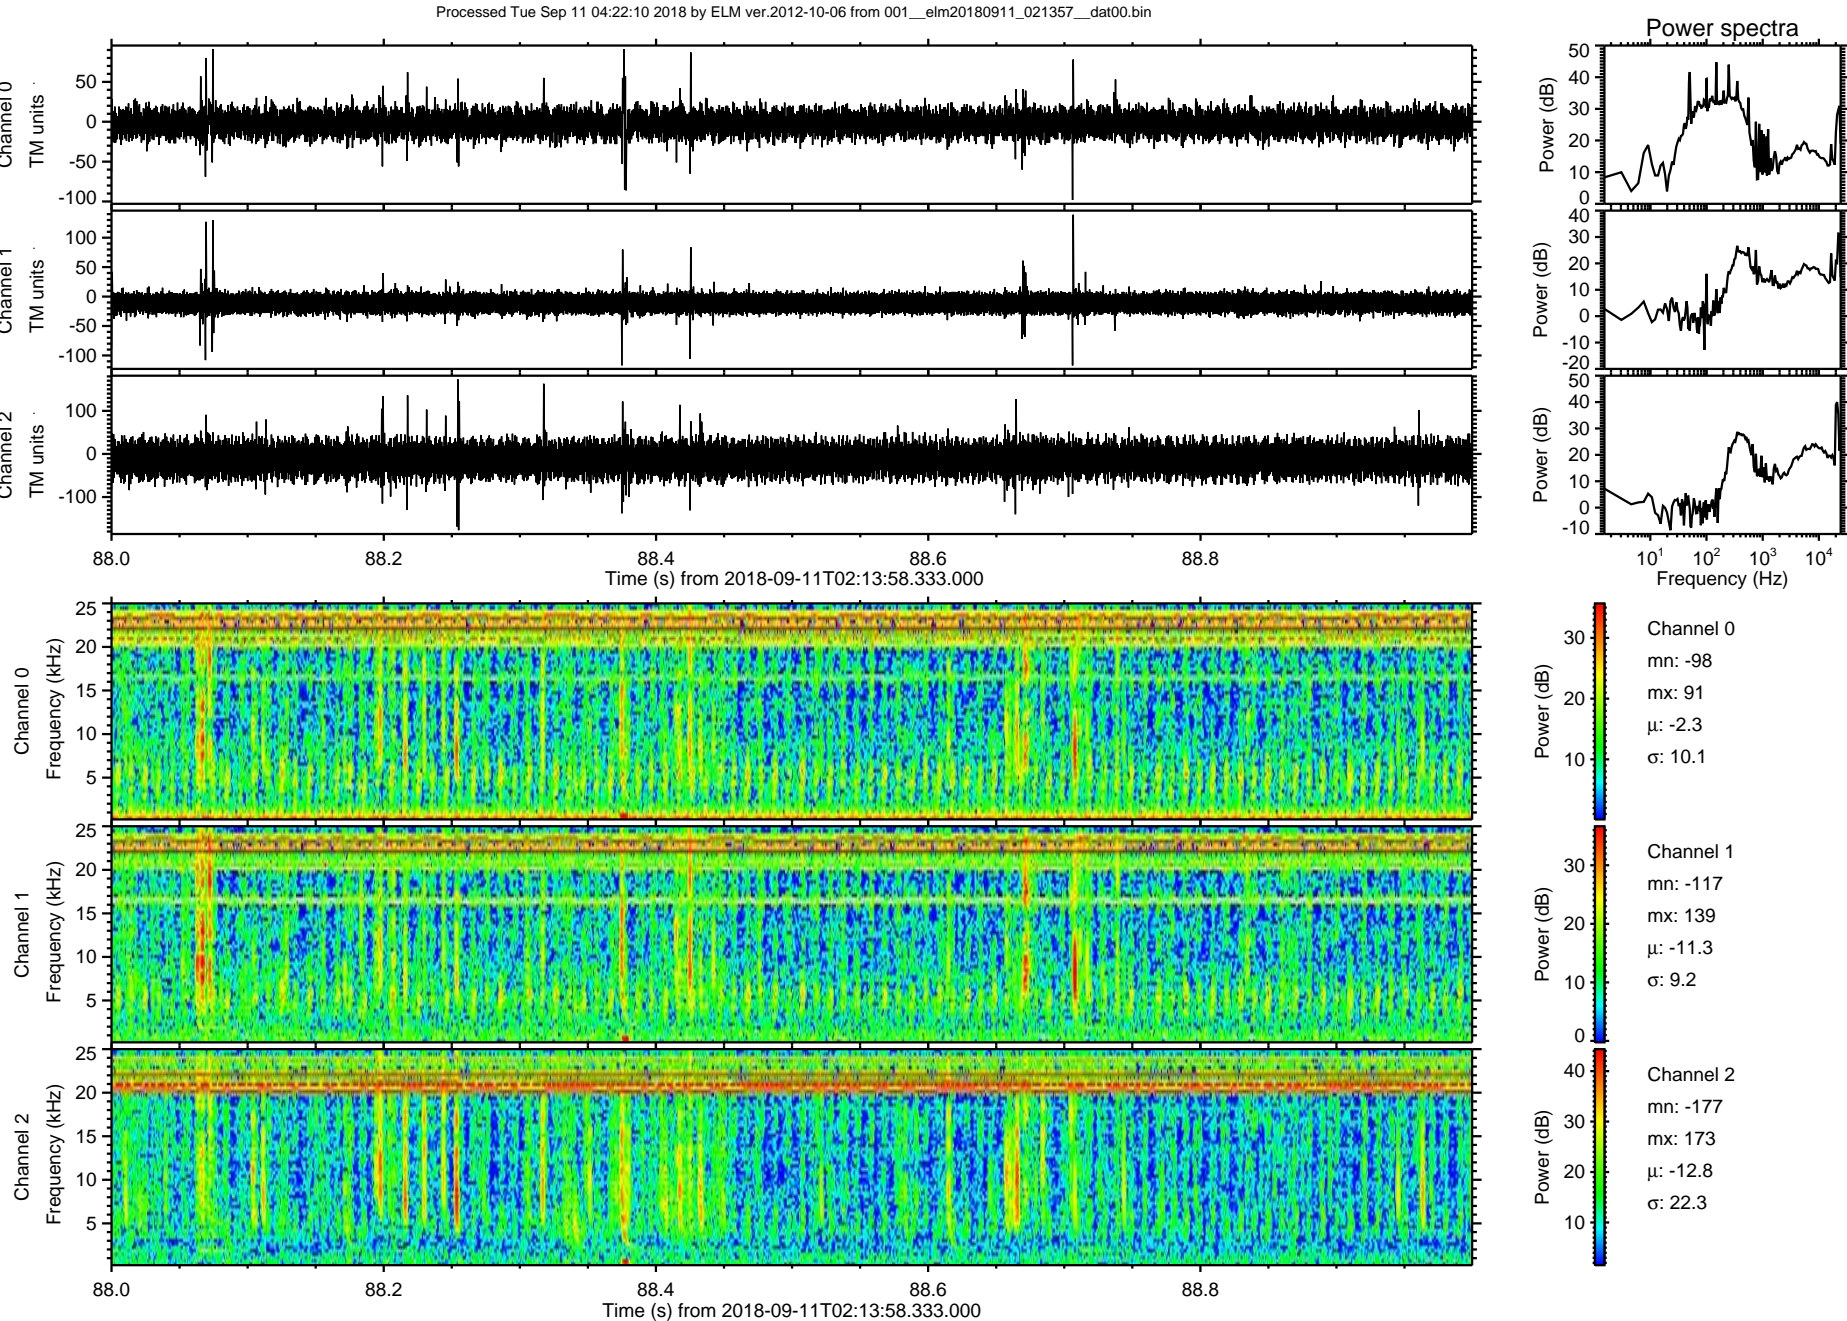 Processed Tue Sep 11 04:22:10 2018 by ELM ver.2012-10-06 from 001__elm20180911_021357__dat00.bin
Power spectra
Channel 0
TM units
50
0
-50
-100
Power (dB)
50
40
30
20
10
0
Channel 1
TM units
100
50
0
-50
-100
Power (dB)
40
30
20
10
0
-10
-20
Channel 2
TM units
100
0
-100
Power (dB)
50
40
30
20
10
0
-10
88.0 88.2 88.4 88.6 88.8
Time (s) from 2018-09-11T02:13:58.333.000
10¹ 10² 10³ 10⁴
Frequency (Hz)
Channel 0
Frequency (kHz)
25
20
15
10
5
Power (dB)
30
20
10
Channel 0
mn: -98
mx: 91
μ: -2.3
σ: 10.1
Channel 1
Frequency (kHz)
25
20
15
10
5
Power (dB)
30
20
10
0
Channel 1
mn: -117
mx: 139
μ: -11.3
σ: 9.2
Channel 2
Frequency (kHz)
25
20
15
10
5
Power (dB)
40
30
20
10
Channel 2
mn: -177
mx: 173
μ: -12.8
σ: 22.3
88.0 88.2 88.4 88.6 88.8
Time (s) from 2018-09-11T02:13:58.333.000